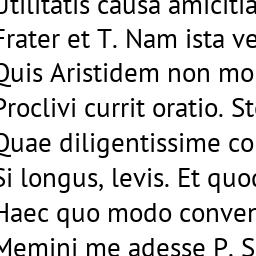 Utilitatis causa amicitia
Frater et T. Nam ista ve
Quis Aristidem non mo
Proclivi currit oratio. St
Quae diligentissime co
Si longus, levis. Et quo
Haec quo modo conver
Memini me adesse P. S